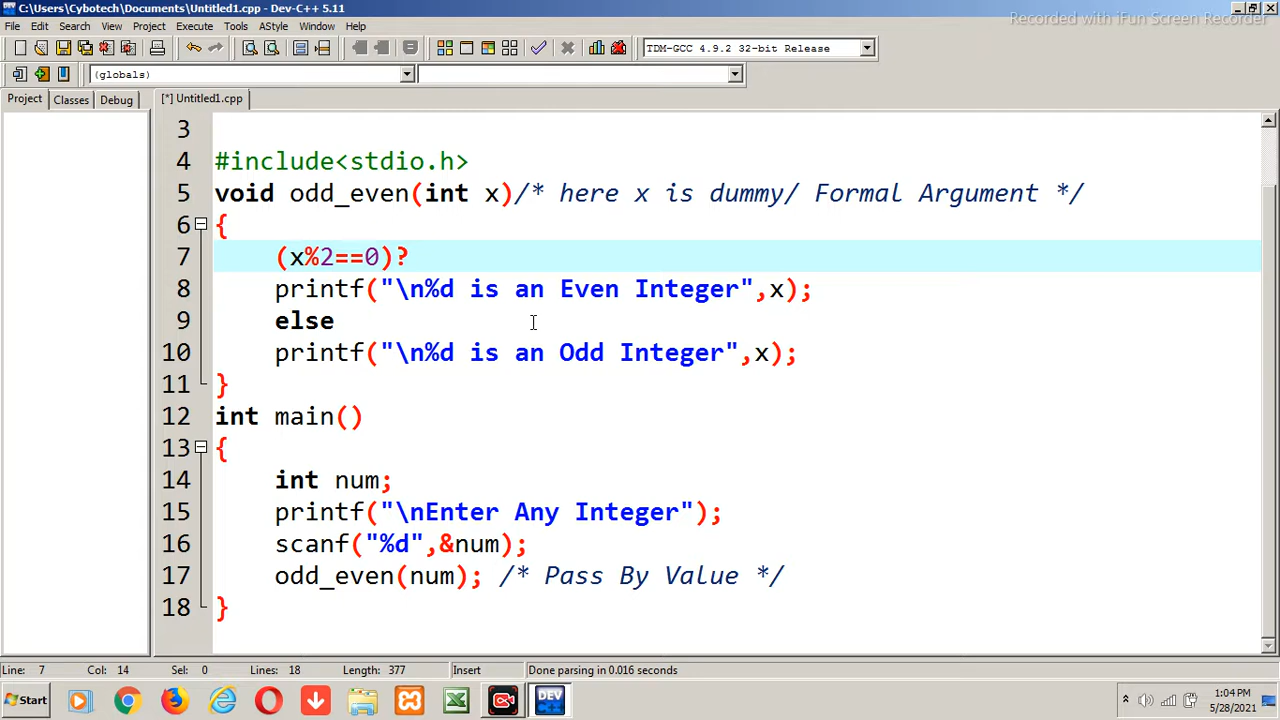 C:\Users\Cybotech\Documents\Untitled1.cpp - Dev-C++ 5.11
File Edit Search View Project Execute Tools AStyle Window Help
Recorded with iFun Screen Recorder
TDM-GCC 4.9.2 32-bit Release
(globals)
Project Classes Debug [*] Untitled1.cpp
3
4 #include<stdio.h>
5 void odd_even(int x)/* here x is dummy/ Formal Argument */
6 {
7 (x%2==0)?
8 printf("\n%d is an Even Integer",x);
9 else
10 printf("\n%d is an Odd Integer",x);
11 }
12 int main()
13 {
14 int num;
15 printf("\nEnter Any Integer");
16 scanf("%d",&num);
17 odd_even(num); /* Pass By Value */
18 }
Line: 7 Col: 14 Sel: 0 Lines: 18 Length: 377 Insert Done parsing in 0.016 seconds
Start DEV C++ 1:04 PM
5/28/2021